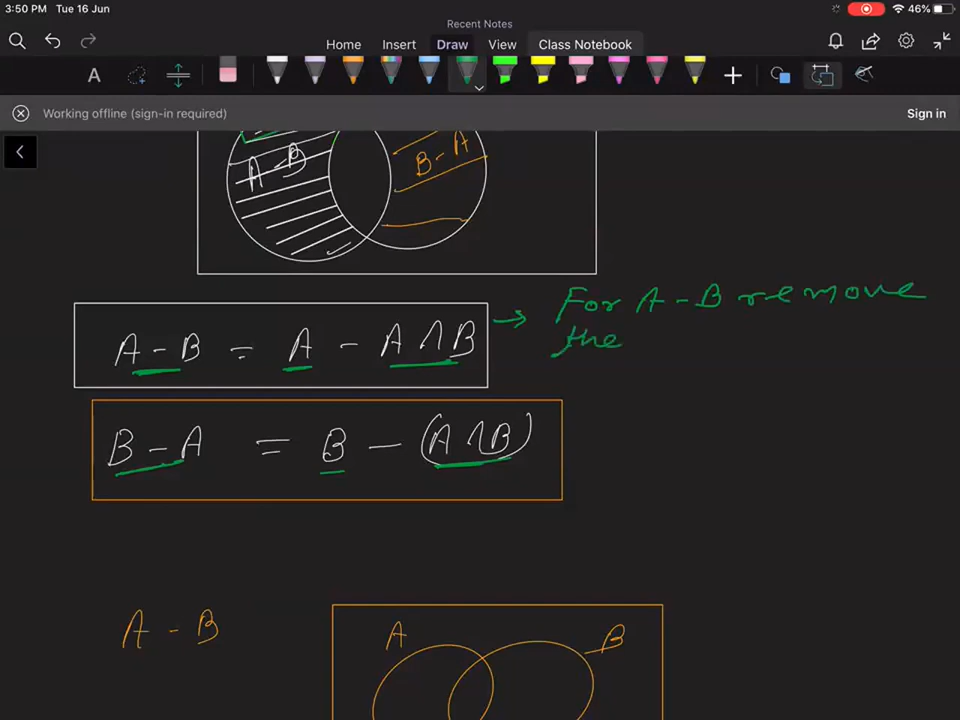 3:50 PM Tue 16 Jun
46%
Recent Notes
Home Insert Draw View Class Notebook
A
Working offline (sign-in required)
Sign in
A - B
B - A
A - B = A - A ∩ B
→ For A - B remove
the
B - A = B - (A ∩ B)
A - B
A
B